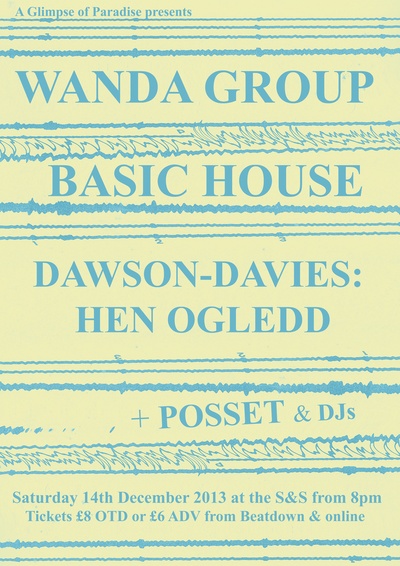 A Glimpse of Paradise presents
WANDA GROUP
BASIC HOUSE
DAWSON-DAVIES:
HEN OGLEDD
+ POSSET & DJs
Saturday 14th December 2013 at the S&S from 8pm
Tickets £8 OTD or £6 ADV from Beatdown & online